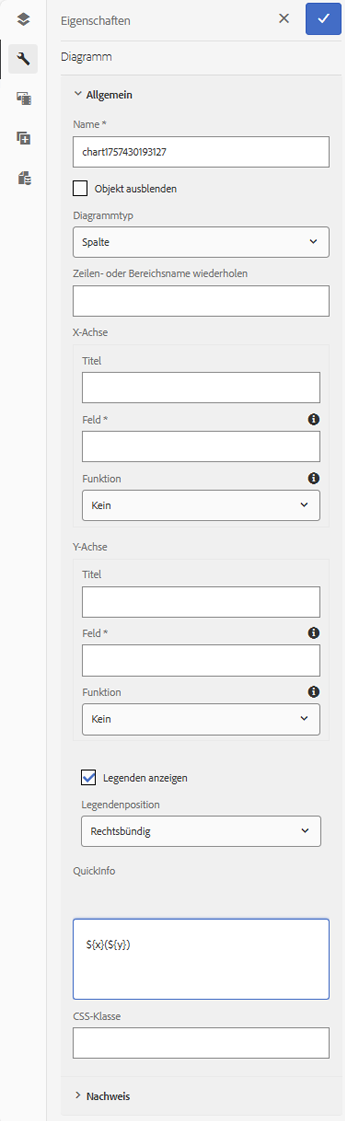 Eigenschaften
Diagramm
Allgemein
Name *
chart1757430193127
Objekt ausblenden
Diagrammtyp
Spalte
Zeilen- oder Bereichsname wiederholen
X-Achse
Titel
Feld *
Funktion
Kein
Y-Achse
Titel
Feld *
Funktion
Kein
Legenden anzeigen
Legendenposition
Rechtsbündig
QuickInfo
${x}(${y})
CSS-Klasse
Nachweis